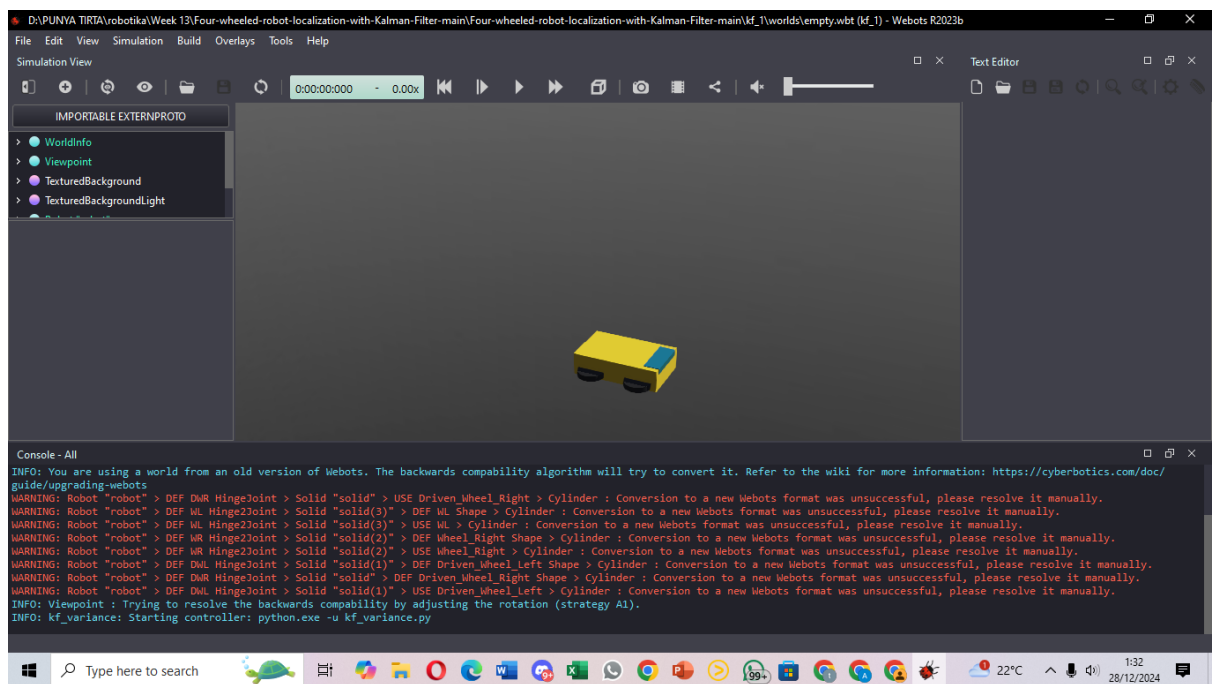 D:\PUNYA TIRTA\robotika\Week 13\Four-wheeled-robot-localization-with-Kalman-Filter-main\Four-wheeled-robot-localization-with-Kalman-Filter-main\kf_1\worlds\empty.wbt (kf_1) - Webots R2023b
File Edit View Simulation Build Overlays Tools Help
Simulation View
Text Editor
0:00:00:000 - 0.00x
IMPORTABLE EXTERNPROTO
WorldInfo
Viewpoint
TexturedBackground
TexturedBackgroundLight
Console - All
INFO: You are using a world from an old version of Webots. The backwards compability algorithm will try to convert it. Refer to the wiki for more information: https://cyberbotics.com/doc/
guide/upgrading-webots
WARNING: Robot "robot" > DEF DWR HingeJoint > Solid "solid" > USE Driven_Wheel_Right > Cylinder : Conversion to a new Webots format was unsuccessful, please resolve it manually.
WARNING: Robot "robot" > DEF WL Hinge2Joint > Solid "solid(3)" > DEF WL Shape > Cylinder : Conversion to a new Webots format was unsuccessful, please resolve it manually.
WARNING: Robot "robot" > DEF WL Hinge2Joint > Solid "solid(3)" > USE WL > Cylinder : Conversion to a new Webots format was unsuccessful, please resolve it manually.
WARNING: Robot "robot" > DEF WR Hinge2Joint > Solid "solid(2)" > DEF Wheel_Right Shape > Cylinder : Conversion to a new Webots format was unsuccessful, please resolve it manually.
WARNING: Robot "robot" > DEF WR Hinge2Joint > Solid "solid(2)" > USE Wheel_Right > Cylinder : Conversion to a new Webots format was unsuccessful, please resolve it manually.
WARNING: Robot "robot" > DEF DWL HingeJoint > Solid "solid(1)" > DEF Driven_Wheel_Left Shape > Cylinder : Conversion to a new Webots format was unsuccessful, please resolve it manually.
WARNING: Robot "robot" > DEF DWR HingeJoint > Solid "solid" > DEF Driven_Wheel_Right Shape > Cylinder : Conversion to a new Webots format was unsuccessful, please resolve it manually.
WARNING: Robot "robot" > DEF DWL HingeJoint > Solid "solid(1)" > USE Driven_Wheel_Left > Cylinder : Conversion to a new Webots format was unsuccessful, please resolve it manually.
INFO: Viewpoint : Trying to resolve the backwards compability by adjusting the rotation (strategy A1).
INFO: kf_variance: Starting controller: python.exe -u kf_variance.py
Type here to search
99+
22°C
1:32
28/12/2024